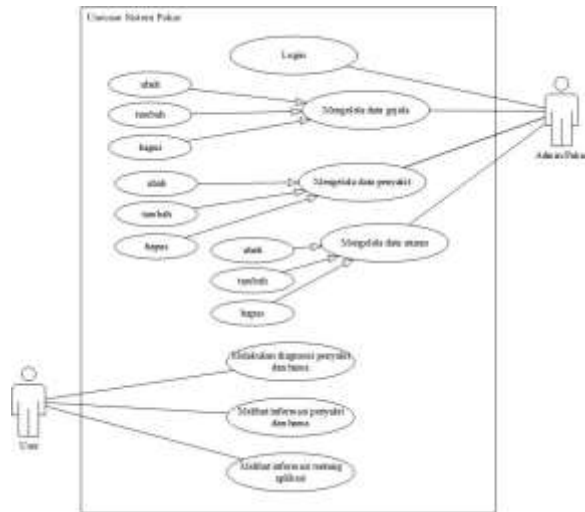 Usecase Sistem Pakar
Login
ubah
tambah
hapus
Mengelola data gejala
Admin/Pakar
ubah
tambah
hapus
Mengelola data penyakit
ubah
tambah
hapus
Mengelola data aturan
Melakukan diagnosa penyakit
dan hama
Melihat informasi penyakit
dan hama
Melihat informasi tentang
aplikasi
User